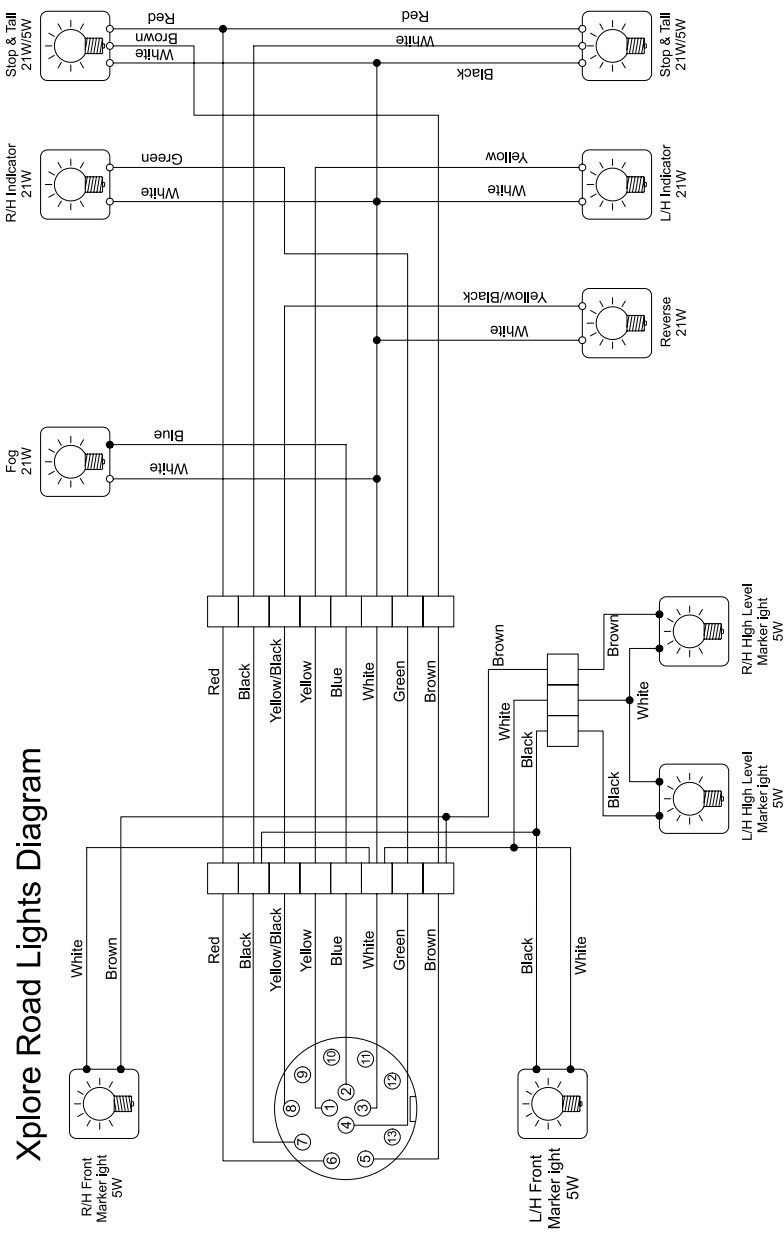 Xplore Road Lights Diagram
R/H Front
Marker ight
5W
White
Brown
Fog
21W
Blue
White
R/H Indicator
21W
Green
White
Stop & Tall
21W/5W
Red
Brown
White
6
7
8
9
10
11
12
13
5
1
2
3
4
Red
Black
Yellow/Black
Yellow
Blue
White
Green
Brown
Red
Black
Yellow/Black
Yellow
Blue
White
Green
Brown
Red
White
Black
Stop & Tall
21W/5W
Yellow
White
L/H Indicator
21W
Yellow/Black
White
Reverse
21W
Brown
White
Black
Brown
White
Black
R/H HIgh Level
Marker ight
5W
L/H HIgh Level
Marker ight
5W
Black
White
L/H Front
Marker ight
5W